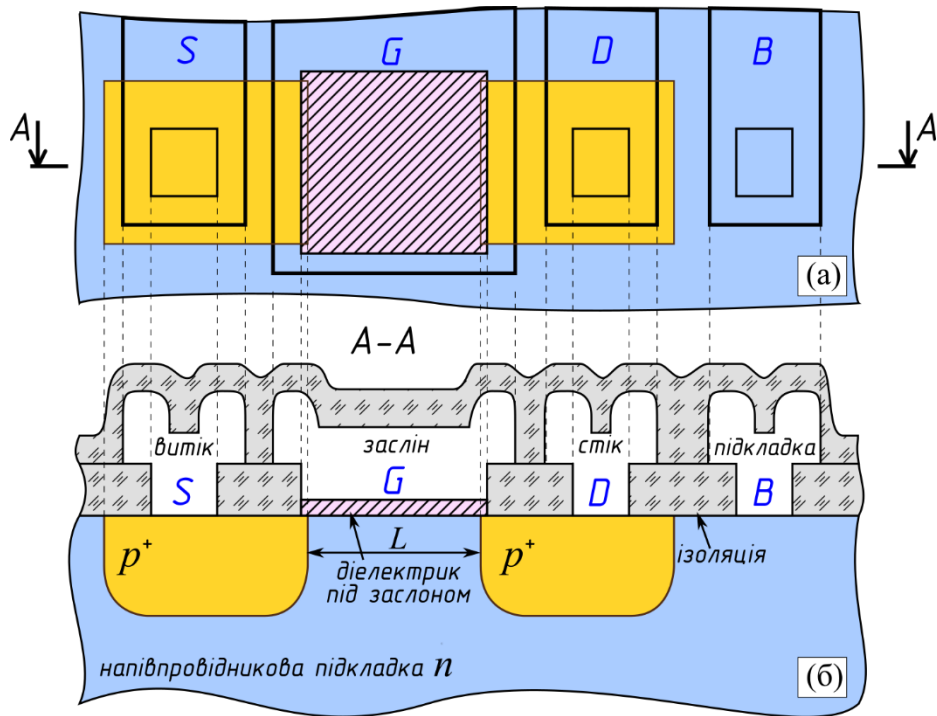 S G D B
A A
(а)
A-A
витік заслін стік підкладка
S G D B
p+ L p+
діелектрик
під заслоном
ізоляція
напівпровідникова підкладка n
(б)